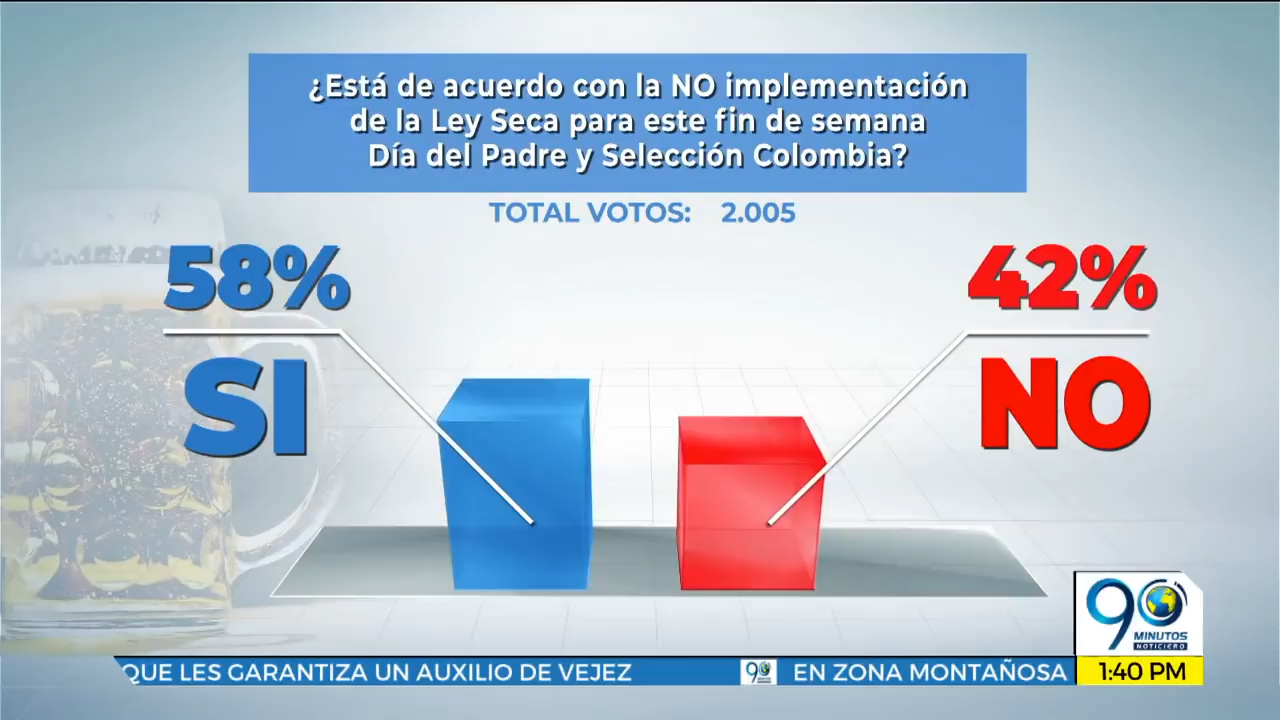 ¿Está de acuerdo con la NO implementación
de la Ley Seca para este fin de semana
Día del Padre y Selección Colombia?
TOTAL VOTOS: 2.005
58%
42%
SI
NO
90
MINUTOS
NOTICIERO
QUE LES GARANTIZA UN AUXILIO DE VEJEZ
90
EN ZONA MONTAÑOSA
1:40 PM